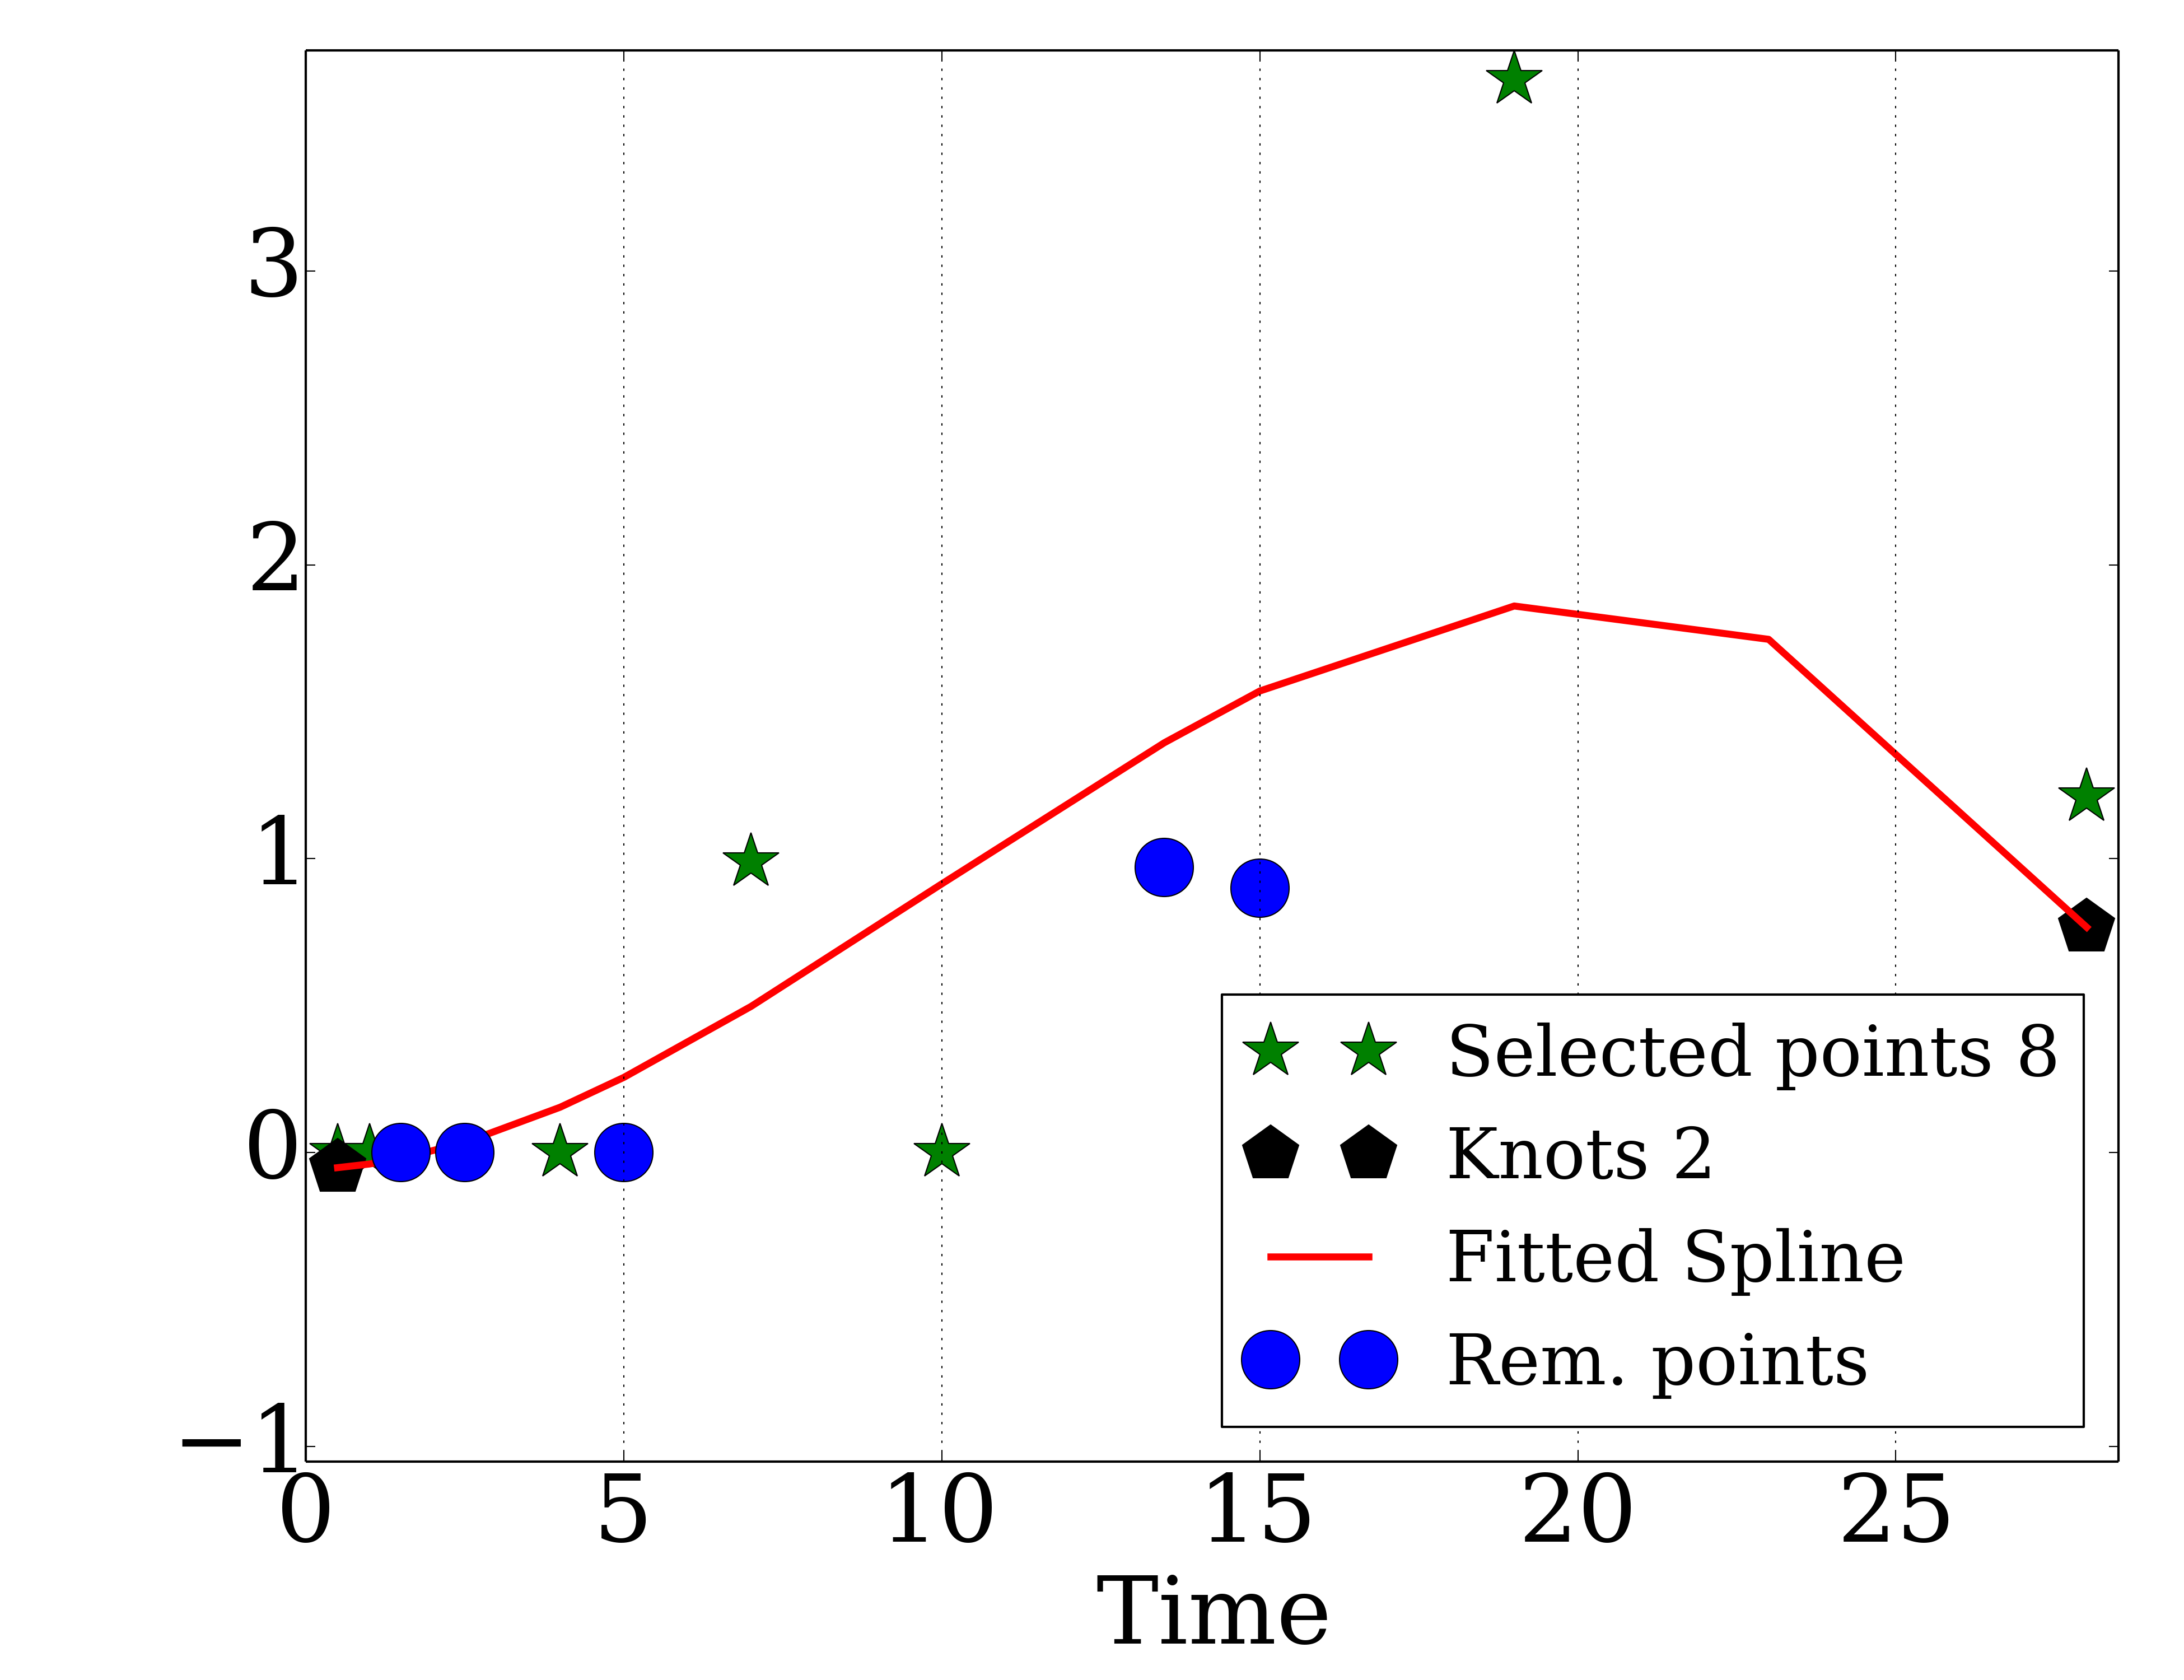 3
2
1
0
−1
0 5 10 15 20 25
Time
Selected points 8
Knots 2
Fitted Spline
Rem. points